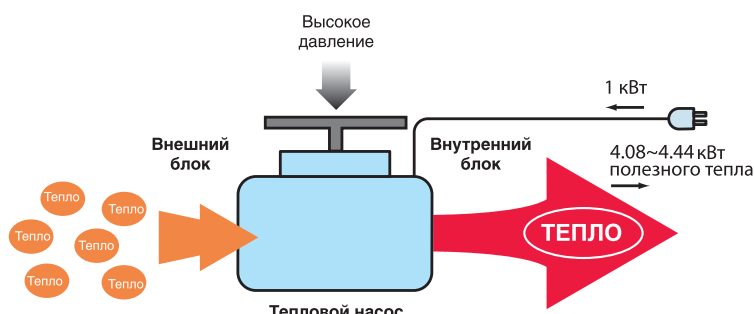 Высокое
давление
1 кВт
Внешний
блок
Внутренний
блок
4.08~4.44 кВт
полезного тепла
Тепло
Тепло
Тепло
Тепло
Тепло
Тепло
ТЕПЛО
Тепловой насос